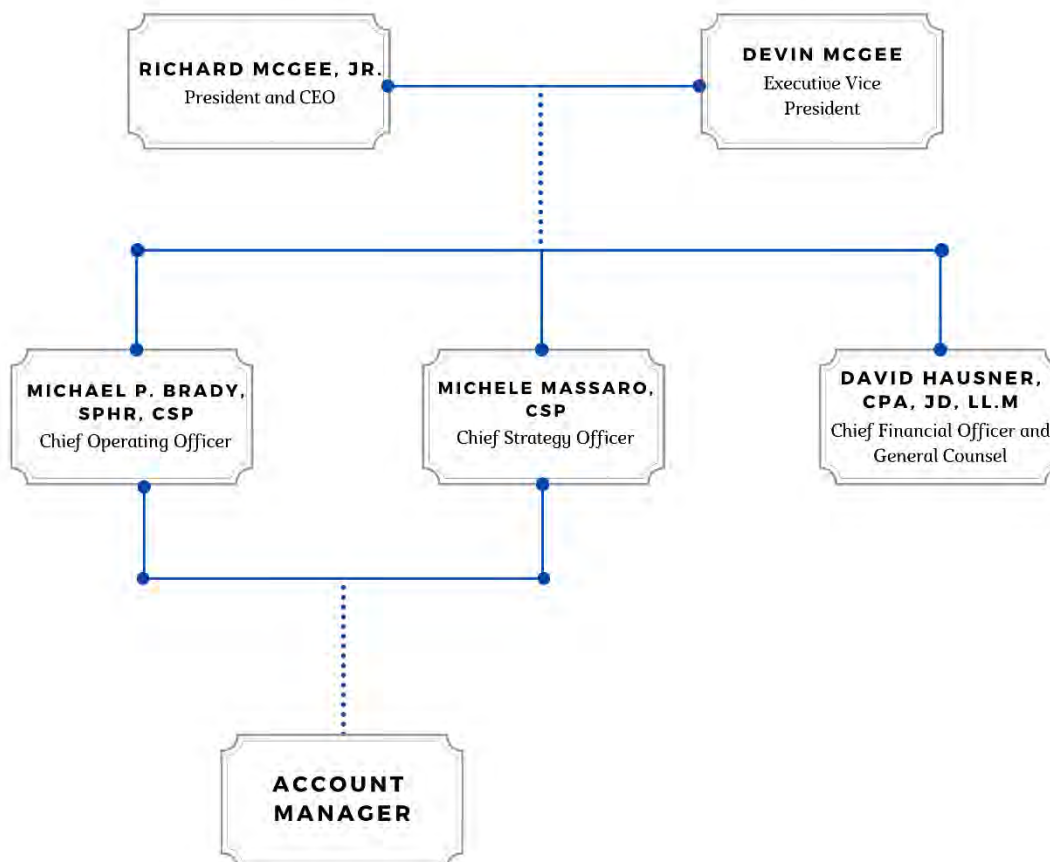 RICHARD MCGEE, JR.
President and CEO
DEVIN MCGEE
Executive Vice
President
MICHAEL P. BRADY,
SPHR, CSP
Chief Operating Officer
MICHELE MASSARO,
CSP
Chief Strategy Officer
DAVID HAUSNER,
CPA, JD, LL.M
Chief Financial Officer and
General Counsel
ACCOUNT
MANAGER